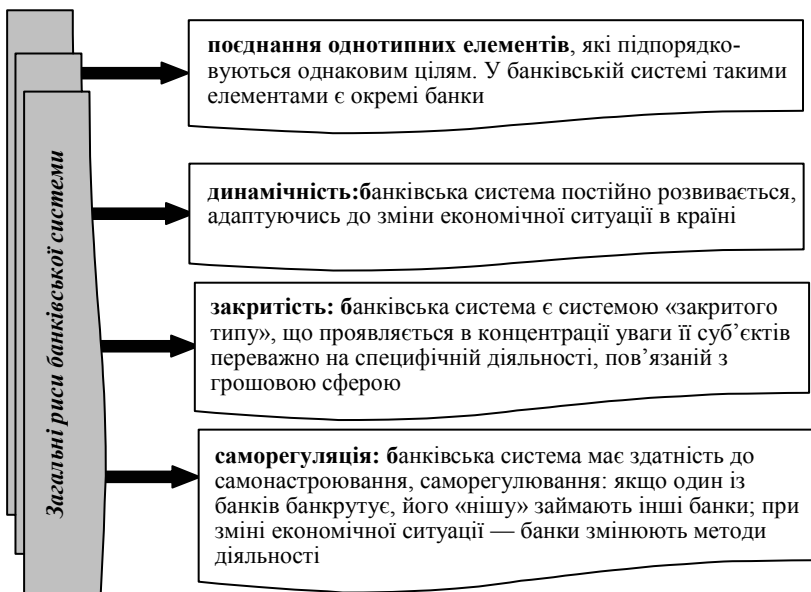 Загальні риси банківської системи
поєднання однотипних елементів, які підпорядко-
вуються однаковим цілям. У банківській системі такими
елементами є окремі банки
динамічність:банківська система постійно розвивається,
адаптуючись до зміни економічної ситуації в країні
закритість: банківська система є системою «закритого
типу», що проявляється в концентрації уваги її суб’єктів
переважно на специфічній діяльності, пов’язаній з
грошовою сферою
саморегуляція: банківська система має здатність до
самонастроювання, саморегулювання: якщо один із
банків банкрутує, його «нішу» займають інші банки; при
зміні економічної ситуації — банки змінюють методи
діяльності